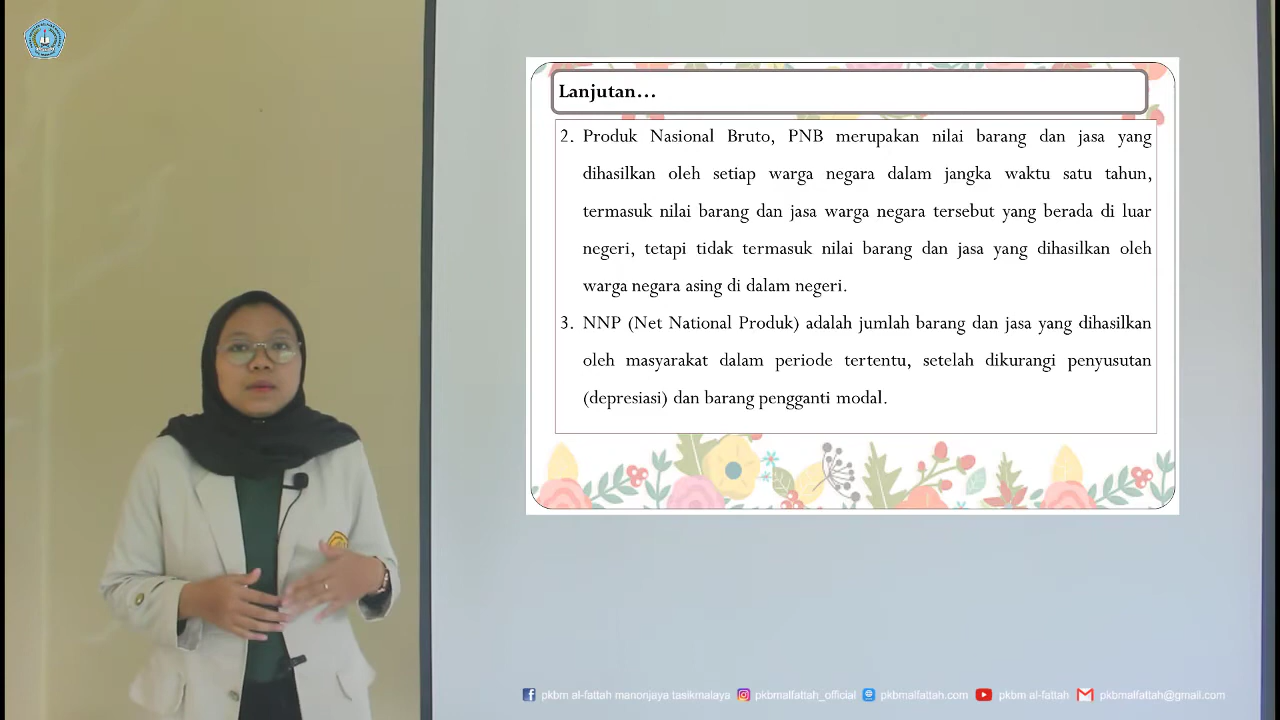 Lanjutan...
2. Produk Nasional Bruto, PNB merupakan nilai barang dan jasa yang
dihasilkan oleh setiap warga negara dalam jangka waktu satu tahun,
termasuk nilai barang dan jasa warga negara tersebut yang berada di luar
negeri, tetapi tidak termasuk nilai barang dan jasa yang dihasilkan oleh
warga negara asing di dalam negeri.
3. NNP (Net National Produk) adalah jumlah barang dan jasa yang dihasilkan
oleh masyarakat dalam periode tertentu, setelah dikurangi penyusutan
(depresiasi) dan barang pengganti modal.
pkbm al-fattah manonjaya tasikmalaya pkbmalfattah_official pkbmalfattah.com pkbm al-fattah pkbmalfattah@gmail.com